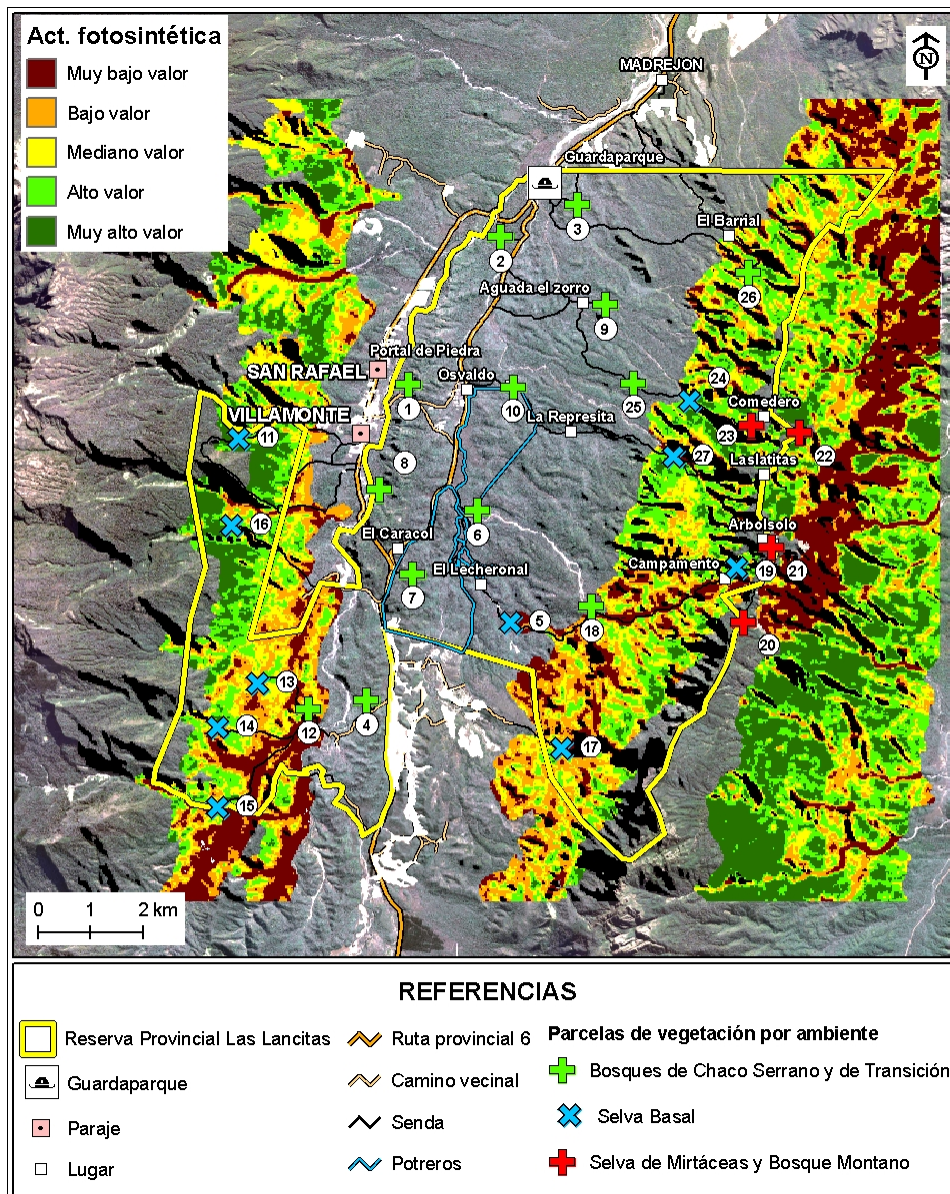 Act. fotosintética
Muy bajo valor
Bajo valor
Mediano valor
Alto valor
Muy alto valor
MADREJON
N
Guardaparque
3
El Barrial
2
26
Aguada el zorro
9
Portal de Piedra
SAN RAFAEL
Osvaldo
24
1
10
25
Comedero
VILLAMONTE
La Represita
11
23
22
8
27
Laslatitas
16
6
Arbolsolo
El Caracol
Campamento
El Lecheronal
19
21
7
5
18
20
13
4
14
12
17
15
0 1 2 km
REFERENCIAS
Reserva Provincial Las Lancitas
Guardaparque
Paraje
Lugar
Ruta provincial 6
Camino vecinal
Senda
Potreros
Parcelas de vegetación por ambiente
Bosques de Chaco Serrano y de Transición
Selva Basal
Selva de Mirtáceas y Bosque Montano